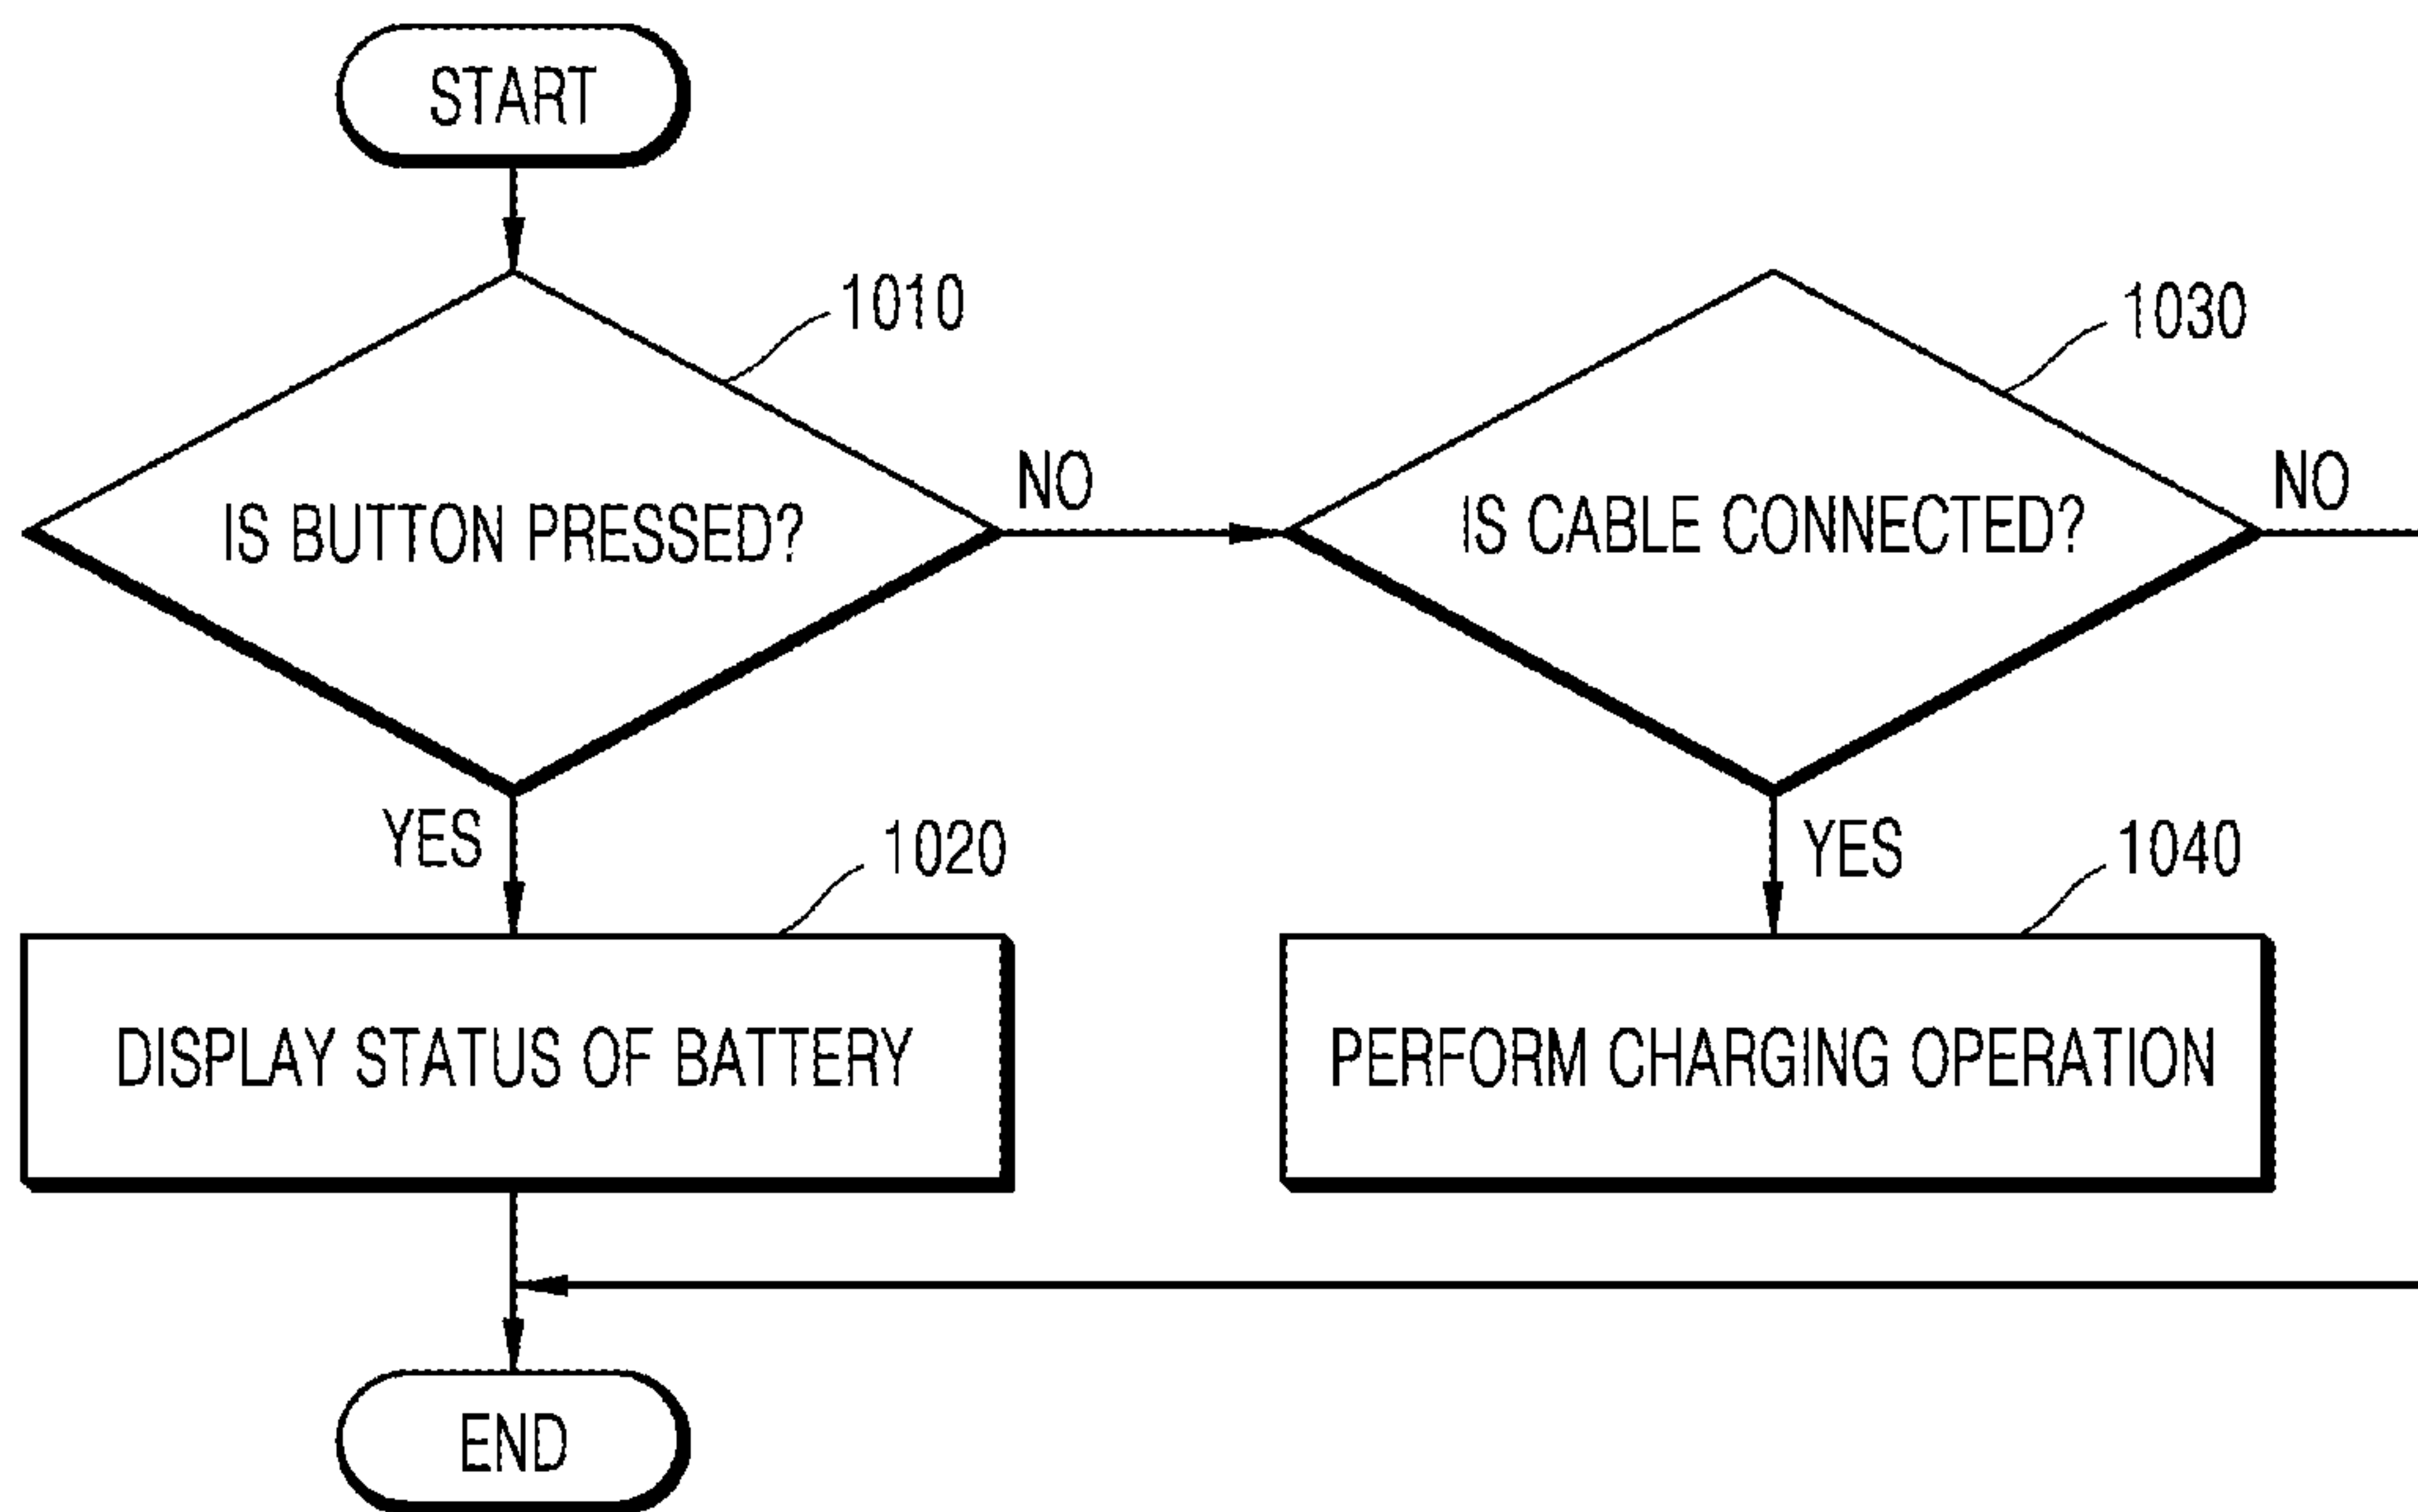 START
1010
1030
IS BUTTON PRESSED?
NO
IS CABLE CONNECTED?
NO
YES
1020
YES
1040
DISPLAY STATUS OF BATTERY
PERFORM CHARGING OPERATION
END